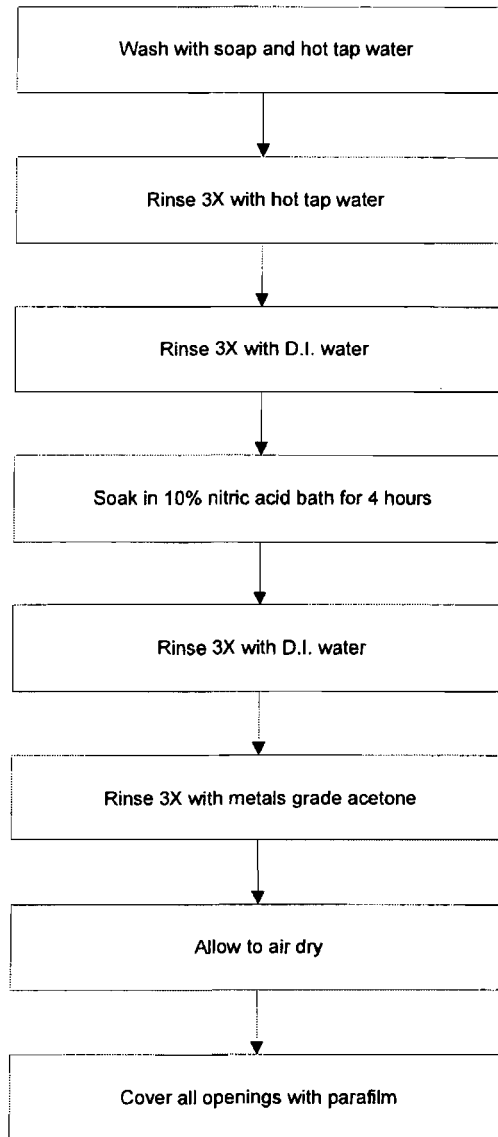 Wash with soap and hot tap water
Rinse 3X with hot tap water
Rinse 3X with D.I. water
Soak in 10% nitric acid bath for 4 hours
Rinse 3X with D.I. water
Rinse 3X with metals grade acetone
Allow to air dry
Cover all openings with parafilm